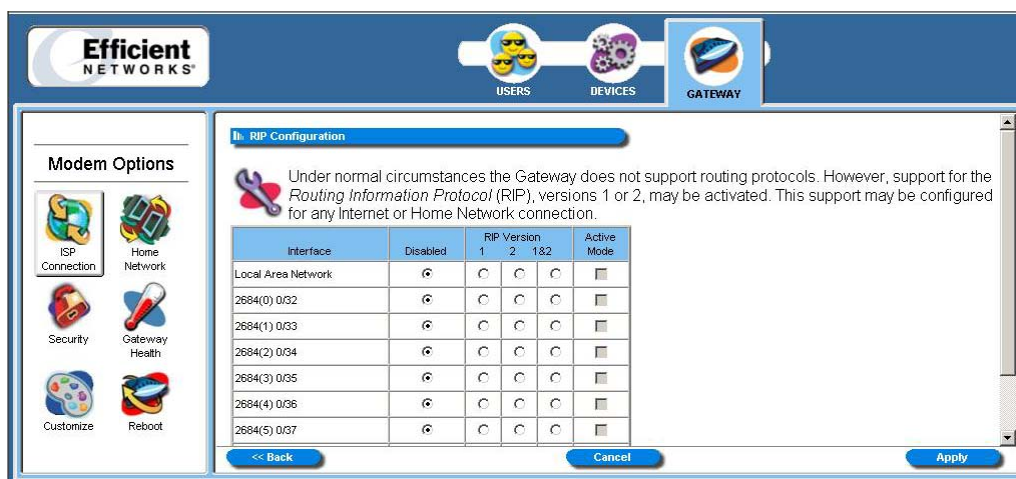 Efficient
NETWORKS®
USERS
DEVICES
GATEWAY
Modem Options
ISP
Connection
Home
Network
Security
Gateway
Health
Customize
Reboot
RIP Configuration
Under normal circumstances the Gateway does not support routing protocols. However, support for the
Routing Information Protocol (RIP), versions 1 or 2, may be activated. This support may be configured
for any Internet or Home Network connection.
Interface Disabled RIP Version Active
1 2 1&2 Mode
Local Area Network
2684(0) 0/32
2684(1) 0/33
2684(2) 0/34
2684(3) 0/35
2684(4) 0/36
2684(5) 0/37
<< Back Cancel Apply